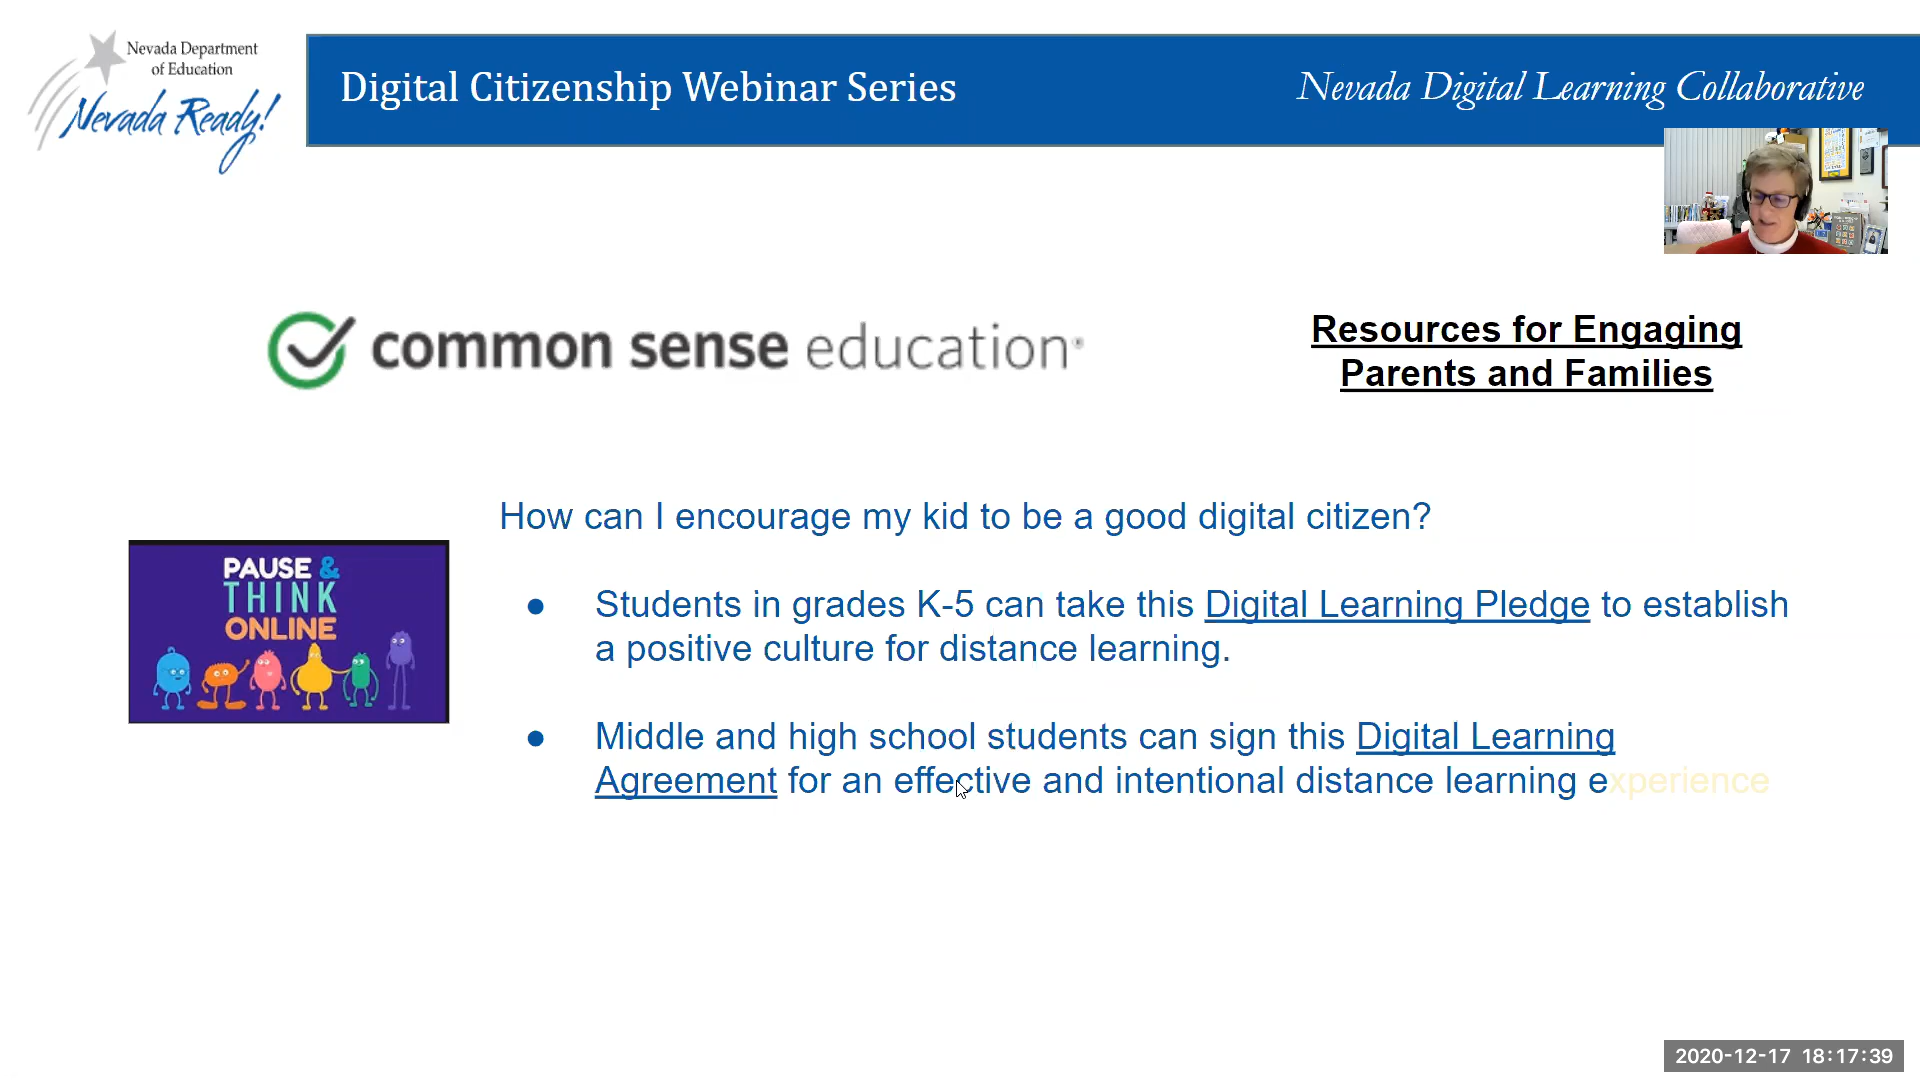 Nevada Department
of Education
Nevada Ready!
Digital Citizenship Webinar Series
Nevada Digital Learning Collaborative
common sense education®
Resources for Engaging
Parents and Families
How can I encourage my kid to be a good digital citizen?
PAUSE &
THINK
ONLINE
● Students in grades K-5 can take this Digital Learning Pledge to establish
a positive culture for distance learning.
● Middle and high school students can sign this Digital Learning
Agreement for an effective and intentional distance learning experience
2020-12-17 18:17:39